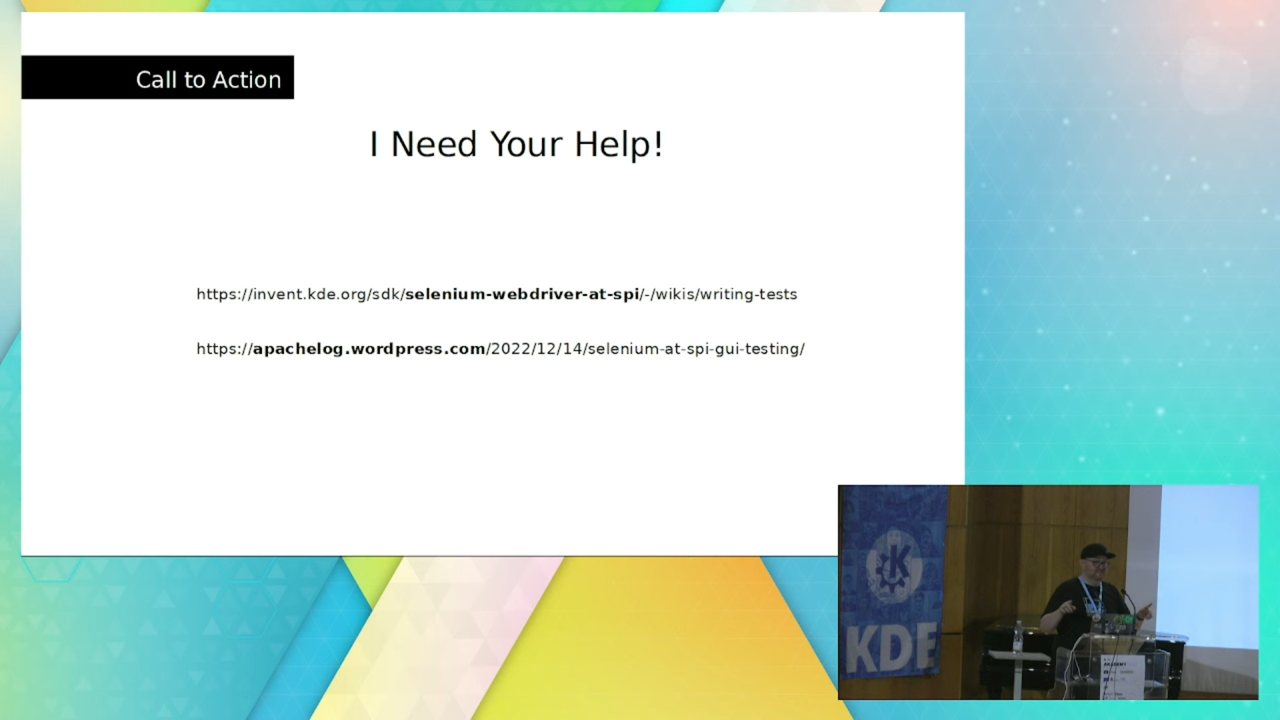 Call to Action
I Need Your Help!
https://invent.kde.org/sdk/selenium-webdriver-at-spi/-/wikis/writing-tests
https://apachelog.wordpress.com/2022/12/14/selenium-at-spi-gui-testing/
K
KDE